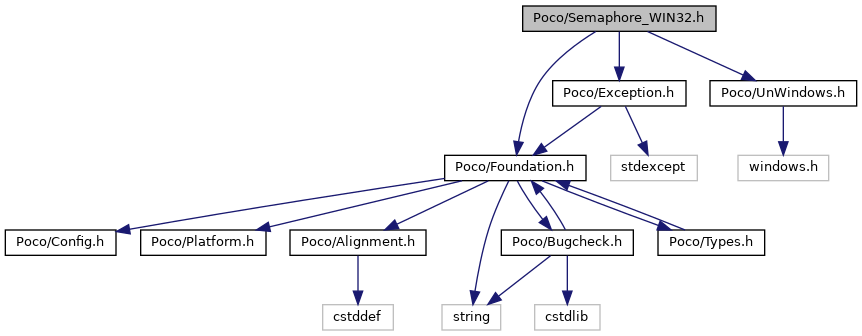 Poco/Semaphore_WIN32.h
Poco/Exception.h
Poco/UnWindows.h
Poco/Foundation.h
stdexcept
windows.h
Poco/Config.h
Poco/Platform.h
Poco/Alignment.h
Poco/Bugcheck.h
Poco/Types.h
cstddef
string
cstdlib